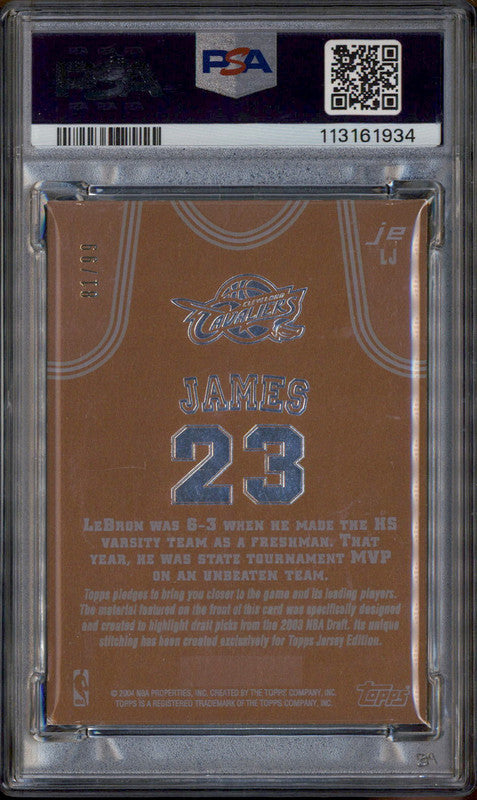 PSA
113161934
81/99
je
LJ
CLEVELAND
CAVALIERS
JAMES
23
LEBRON WAS 6-3 WHEN HE MADE THE HS
VARSITY TEAM AS A FRESHMAN. THAT
YEAR, HE WAS STATE TOURNAMENT MVP
ON AN UNBEATEN TEAM.
Topps pledges to bring you closer to the game and its leading players.
The material featured on the front of this card was specifically designed
and created to highlight draft picks from the 2003 NBA Draft. Its unique
stitching has been created exclusively for Topps Jersey Edition.
© 2004 NBA PROPERTIES, INC. CREATED BY THE TOPPS COMPANY, INC.
TOPPS IS A REGISTERED TRADEMARK OF THE TOPPS COMPANY, INC.
Topps